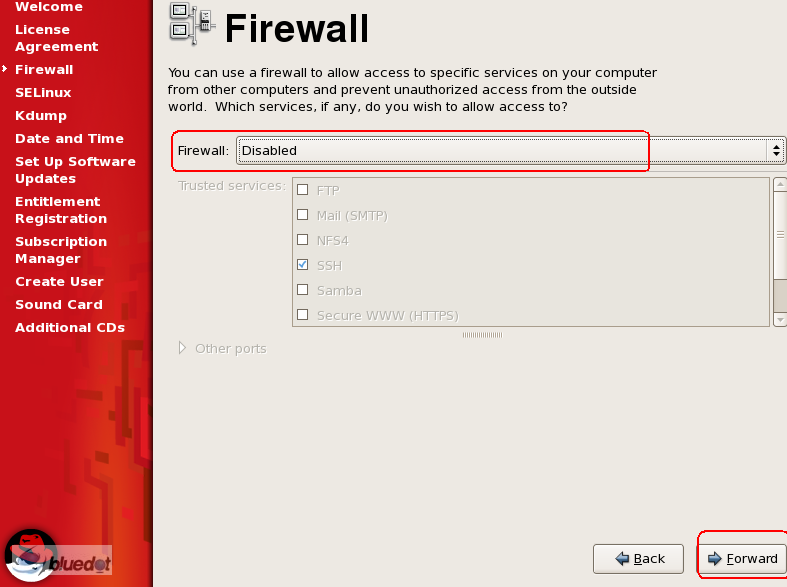 Welcome
License
Agreement
Firewall
SELinux
Kdump
Date and Time
Set Up Software
Updates
Entitlement
Registration
Subscription
Manager
Create User
Sound Card
Additional CDs
bluedot
Firewall
You can use a firewall to allow access to specific services on your computer
from other computers and prevent unauthorized access from the outside
world.  Which services, if any, do you wish to allow access to?
Firewall: Disabled
Trusted services:
FTP
Mail (SMTP)
NFS4
SSH
Samba
Secure WWW (HTTPS)
Other ports
Back
Forward